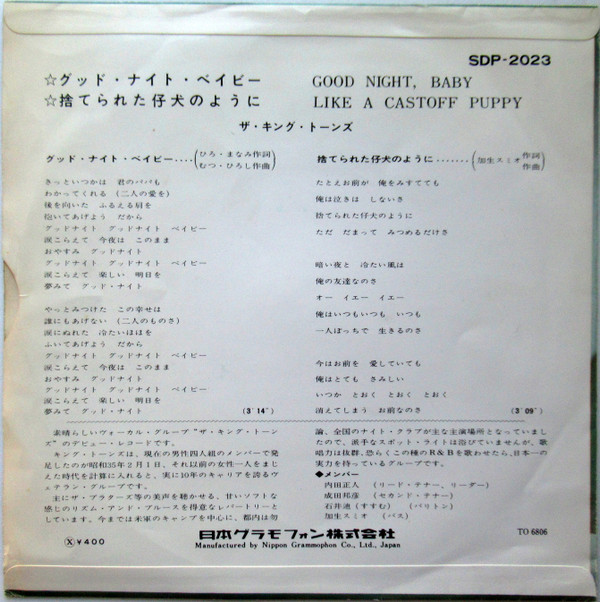 SDP-2023
☆グッド・ナイト・ベイビー GOOD NIGHT, BABY
☆捨てられた仔犬のように LIKE A CASTOFF PUPPY
ザ・キング・トーンズ
グッド・ナイト・ベイビー‥‥(ひろ・まなみ作詞
むつ・ひろし作曲)
きっといつかは 君のパパも
わかってくれる (二人の愛を)
後を向いた ふるえる肩を
抱いてあげよう だから
グッドナイト グッドナイト ベイビー
涙こらえて 今夜は このまま
おやすみ グッドナイト
グッドナイト グッドナイト ベイビー
涙こらえて 楽しい 明日を
夢みて グッド・ナイト
やっとみつけた この幸せは
誰にもあげない (二人のものさ)
涙にぬれた 冷たいほほを
ふいてあげよう だから
グッドナイト グッドナイト ベイビー
涙こらえて 今夜は このまま
おやすみ グッドナイト
グッドナイト グッドナイト ベイビー
涙こらえて 楽しい 明日を
夢みて グッド・ナイト (3′14″)
捨てられた仔犬のように‥‥‥(加生スミオ 作詞
作曲)
たとえお前が 俺をみすてても
俺は泣きは しないさ
捨てられた仔犬のように
ただ だまって みつめるだけさ
暗い夜と 冷たい風は
俺の友達なのさ
オー イエー イエー
俺はいつもいつも いつも
一人ぼっちで 生きるのさ
今はお前を 愛していても
俺はとても さみしい
いつか とおく とおく とおく
消えてしまう お前なのさ (3′09″)
素晴らしいヴォーカル・グループ“ザ・キング・トーン
ズ”のデビュー・レコードです。
キング・トーンズは、現在の男性四人組のメンバーで発
足したのが昭和35年2月1日、それ以前の女性一人をまじ
えた時代を計算に入れると、実に10年のキャリアを誇るヴ
ェテラン・グループです。
主にザ・プラターズ等の美声を聴かせる、甘いソフトな
感じのリズム・アンド・ブルースを得意なレパートリーと
しています。今までは米軍のキャンプを中心に、都内は勿
論、全国のナイト・クラブが主な主演場所となっていまし
たので、派手なスポット・ライトは浴びていませんが、歌
唱力は抜群、恐らくこの種のR&Bを歌わせたら、日本一の
実力を持っているグループです。
◆メンバー
内田正人 (リード・テナー、リーダー)
成田邦彦 (セカンド・テナー)
石井迪(すすむ) (バリトン)
加生スミオ (バス)
Ⓧ¥400
日本グラモフォン株式会社
Manufactured by Nippon Grammophon Co., Ltd., Japan
TO 6806